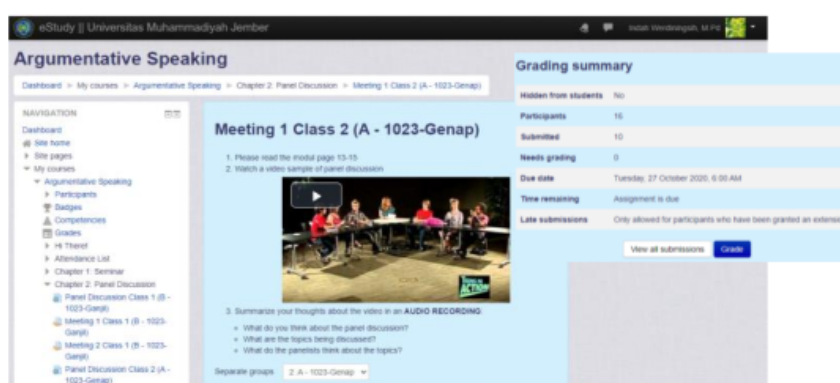 eStudy || Universitas Muhammadiyah Jember
Indah Werdiningsih, M.Pd
Argumentative Speaking
Dashboard > My courses > Argumentative Speaking > Chapter 2: Panel Discussion > Meeting 1 Class 2 (A - 1023-Genap)
NAVIGATION
Dashboard
Site home
Site pages
My courses
Argumentative Speaking
Participants
Badges
Competencies
Grades
Hi There!
Attendance List
Chapter 1: Seminar
Chapter 2: Panel Discussion
Panel Discussion Class 1 (B -
1023-Ganjil)
Meeting 1 Class 1 (B - 1023-
Ganjil)
Meeting 2 Class 1 (B - 1023-
Ganjil)
Panel Discussion Class 2 (A -
1023-Genap)
Meeting 1 Class 2 (A - 1023-Genap)
1. Please read the modul page 13-15
2. Watch a video sample of panel discussion
ACTION
3. Summarize your thoughts about the video in an AUDIO RECORDING.
What do you think about the panel discussion?
What are the topics being discussed?
What do the panelists think about the topics?
Separate groups 2 A - 1023-Genap
Grading summary
Hidden from students No
Participants 16
Submitted 10
Needs grading 0
Due date Tuesday, 27 October 2020, 6:00 AM
Time remaining Assignment is due
Late submissions Only allowed for participants who have been granted an extens
View all submissions Grade